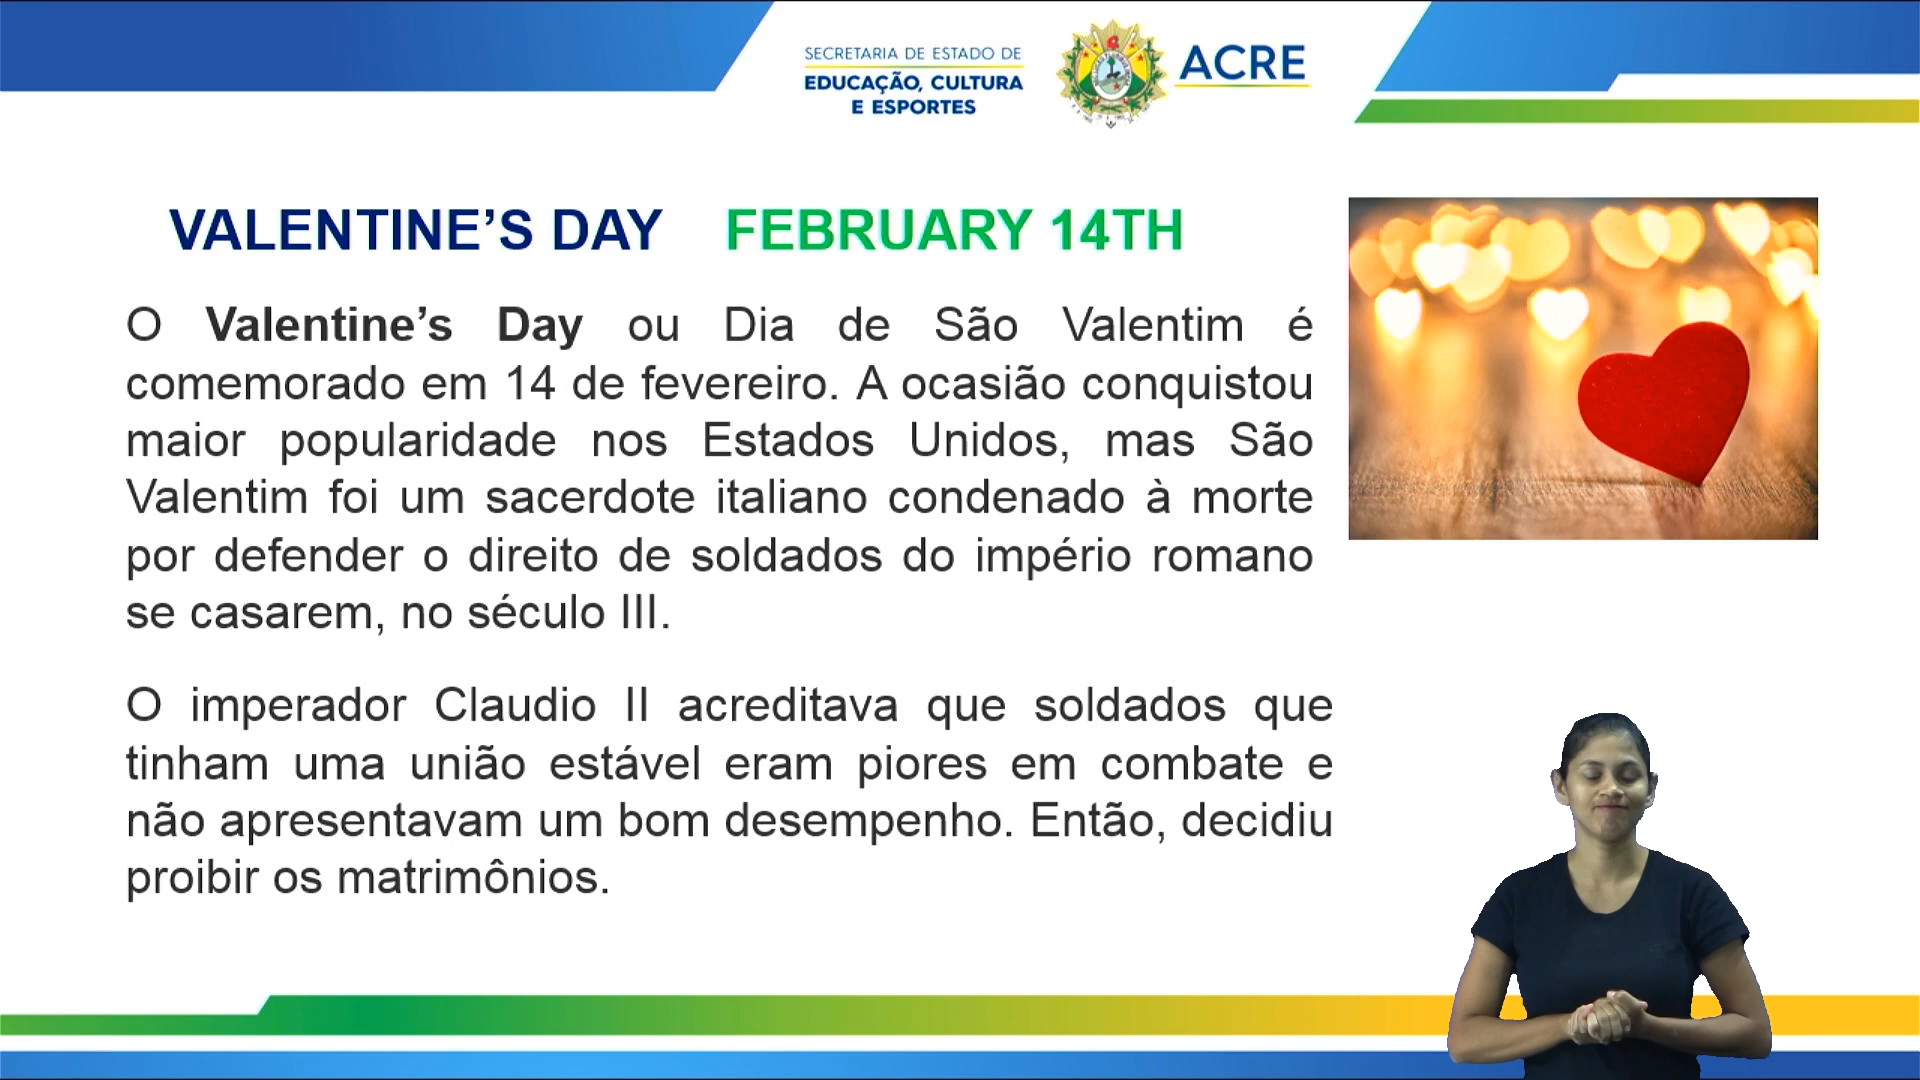 SECRETARIA DE ESTADO DE
EDUCAÇÃO, CULTURA
E ESPORTES
ACRE
VALENTINE’S DAY FEBRUARY 14TH
O Valentine’s Day ou Dia de São Valentim é
comemorado em 14 de fevereiro. A ocasião conquistou
maior popularidade nos Estados Unidos, mas São
Valentim foi um sacerdote italiano condenado à morte
por defender o direito de soldados do império romano
se casarem, no século III.
O imperador Claudio II acreditava que soldados que
tinham uma união estável eram piores em combate e
não apresentavam um bom desempenho. Então, decidiu
proibir os matrimônios.